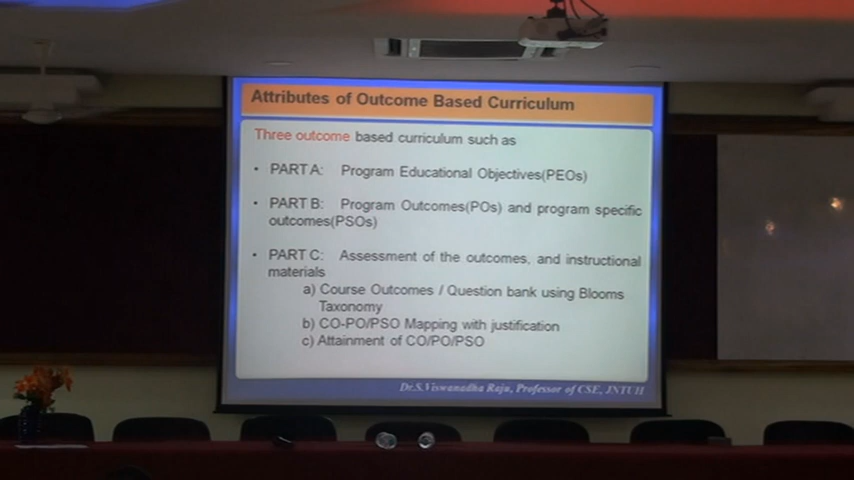 Attributes of Outcome Based Curriculum
Three outcome based curriculum such as
• PART A: Program Educational Objectives(PEOs)
• PART B: Program Outcomes(POs) and program specific
outcomes(PSOs)
• PART C: Assessment of the outcomes, and instructional
materials
a) Course Outcomes / Question bank using Blooms
Taxonomy
b) CO-PO/PSO Mapping with justification
c) Attainment of CO/PO/PSO
Dr.S.Viswanadha Raju, Professor of CSE, JNTUH